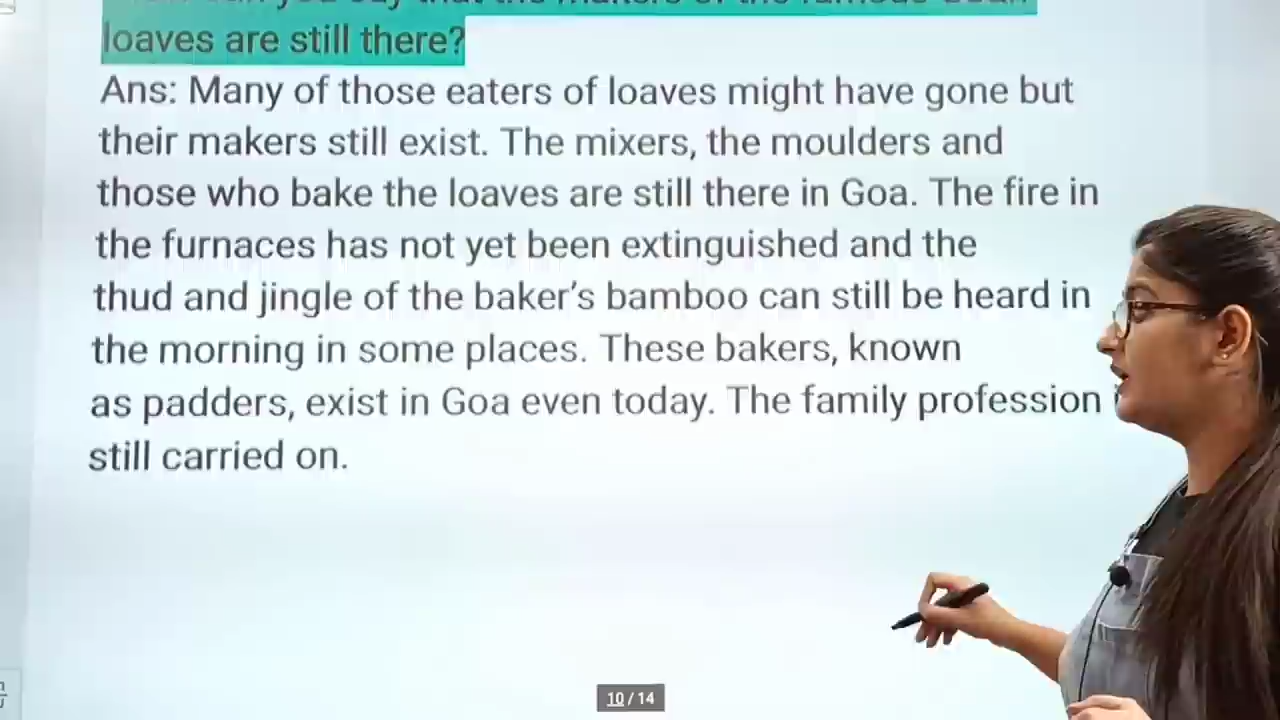 loaves are still there?
Ans: Many of those eaters of loaves might have gone but
their makers still exist. The mixers, the moulders and
those who bake the loaves are still there in Goa. The fire in
the furnaces has not yet been extinguished and the
thud and jingle of the baker's bamboo can still be heard in
the morning in some places. These bakers, known
as padders, exist in Goa even today. The family profession
still carried on.
10 / 14